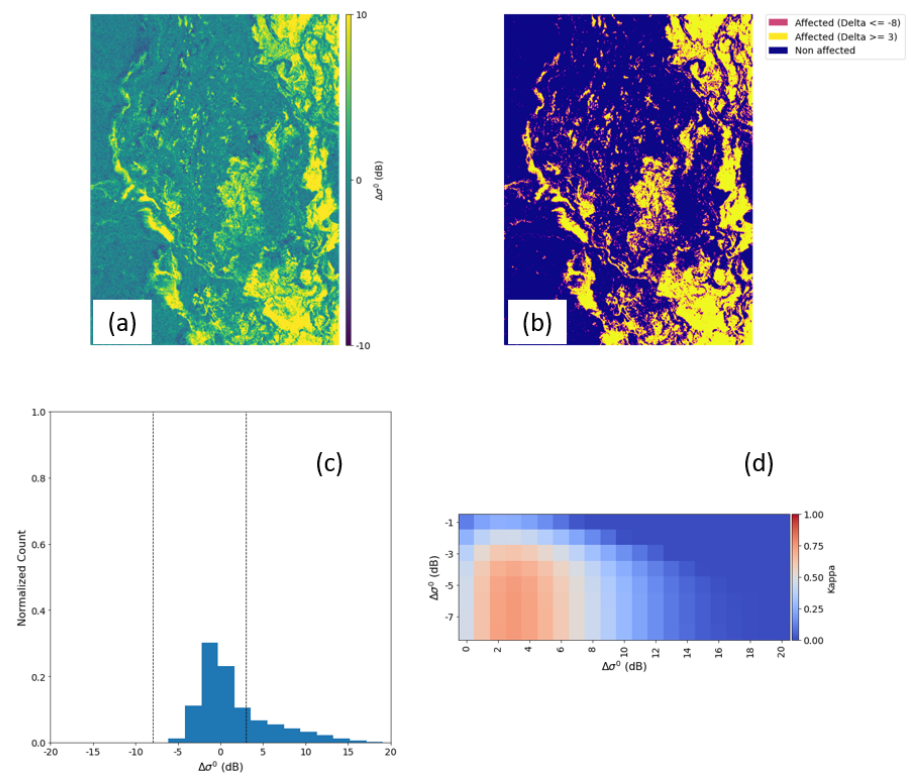 10
0
-10
Δσ⁰ (dB)
(a)
Affected (Delta <= -8)
Affected (Delta >= 3)
Non affected
(b)
1.0
0.8
0.6
0.4
0.2
0.0
Normalized Count
-20 -15 -10 -5 0 5 10 15 20
Δσ⁰ (dB)
(c)
(d)
-1
-3
-5
-7
Δσ⁰ (dB)
0 2 4 6 8 10 12 14 16 18 20
Δσ⁰ (dB)
1.00
0.75
0.50
0.25
0.00
Kappa